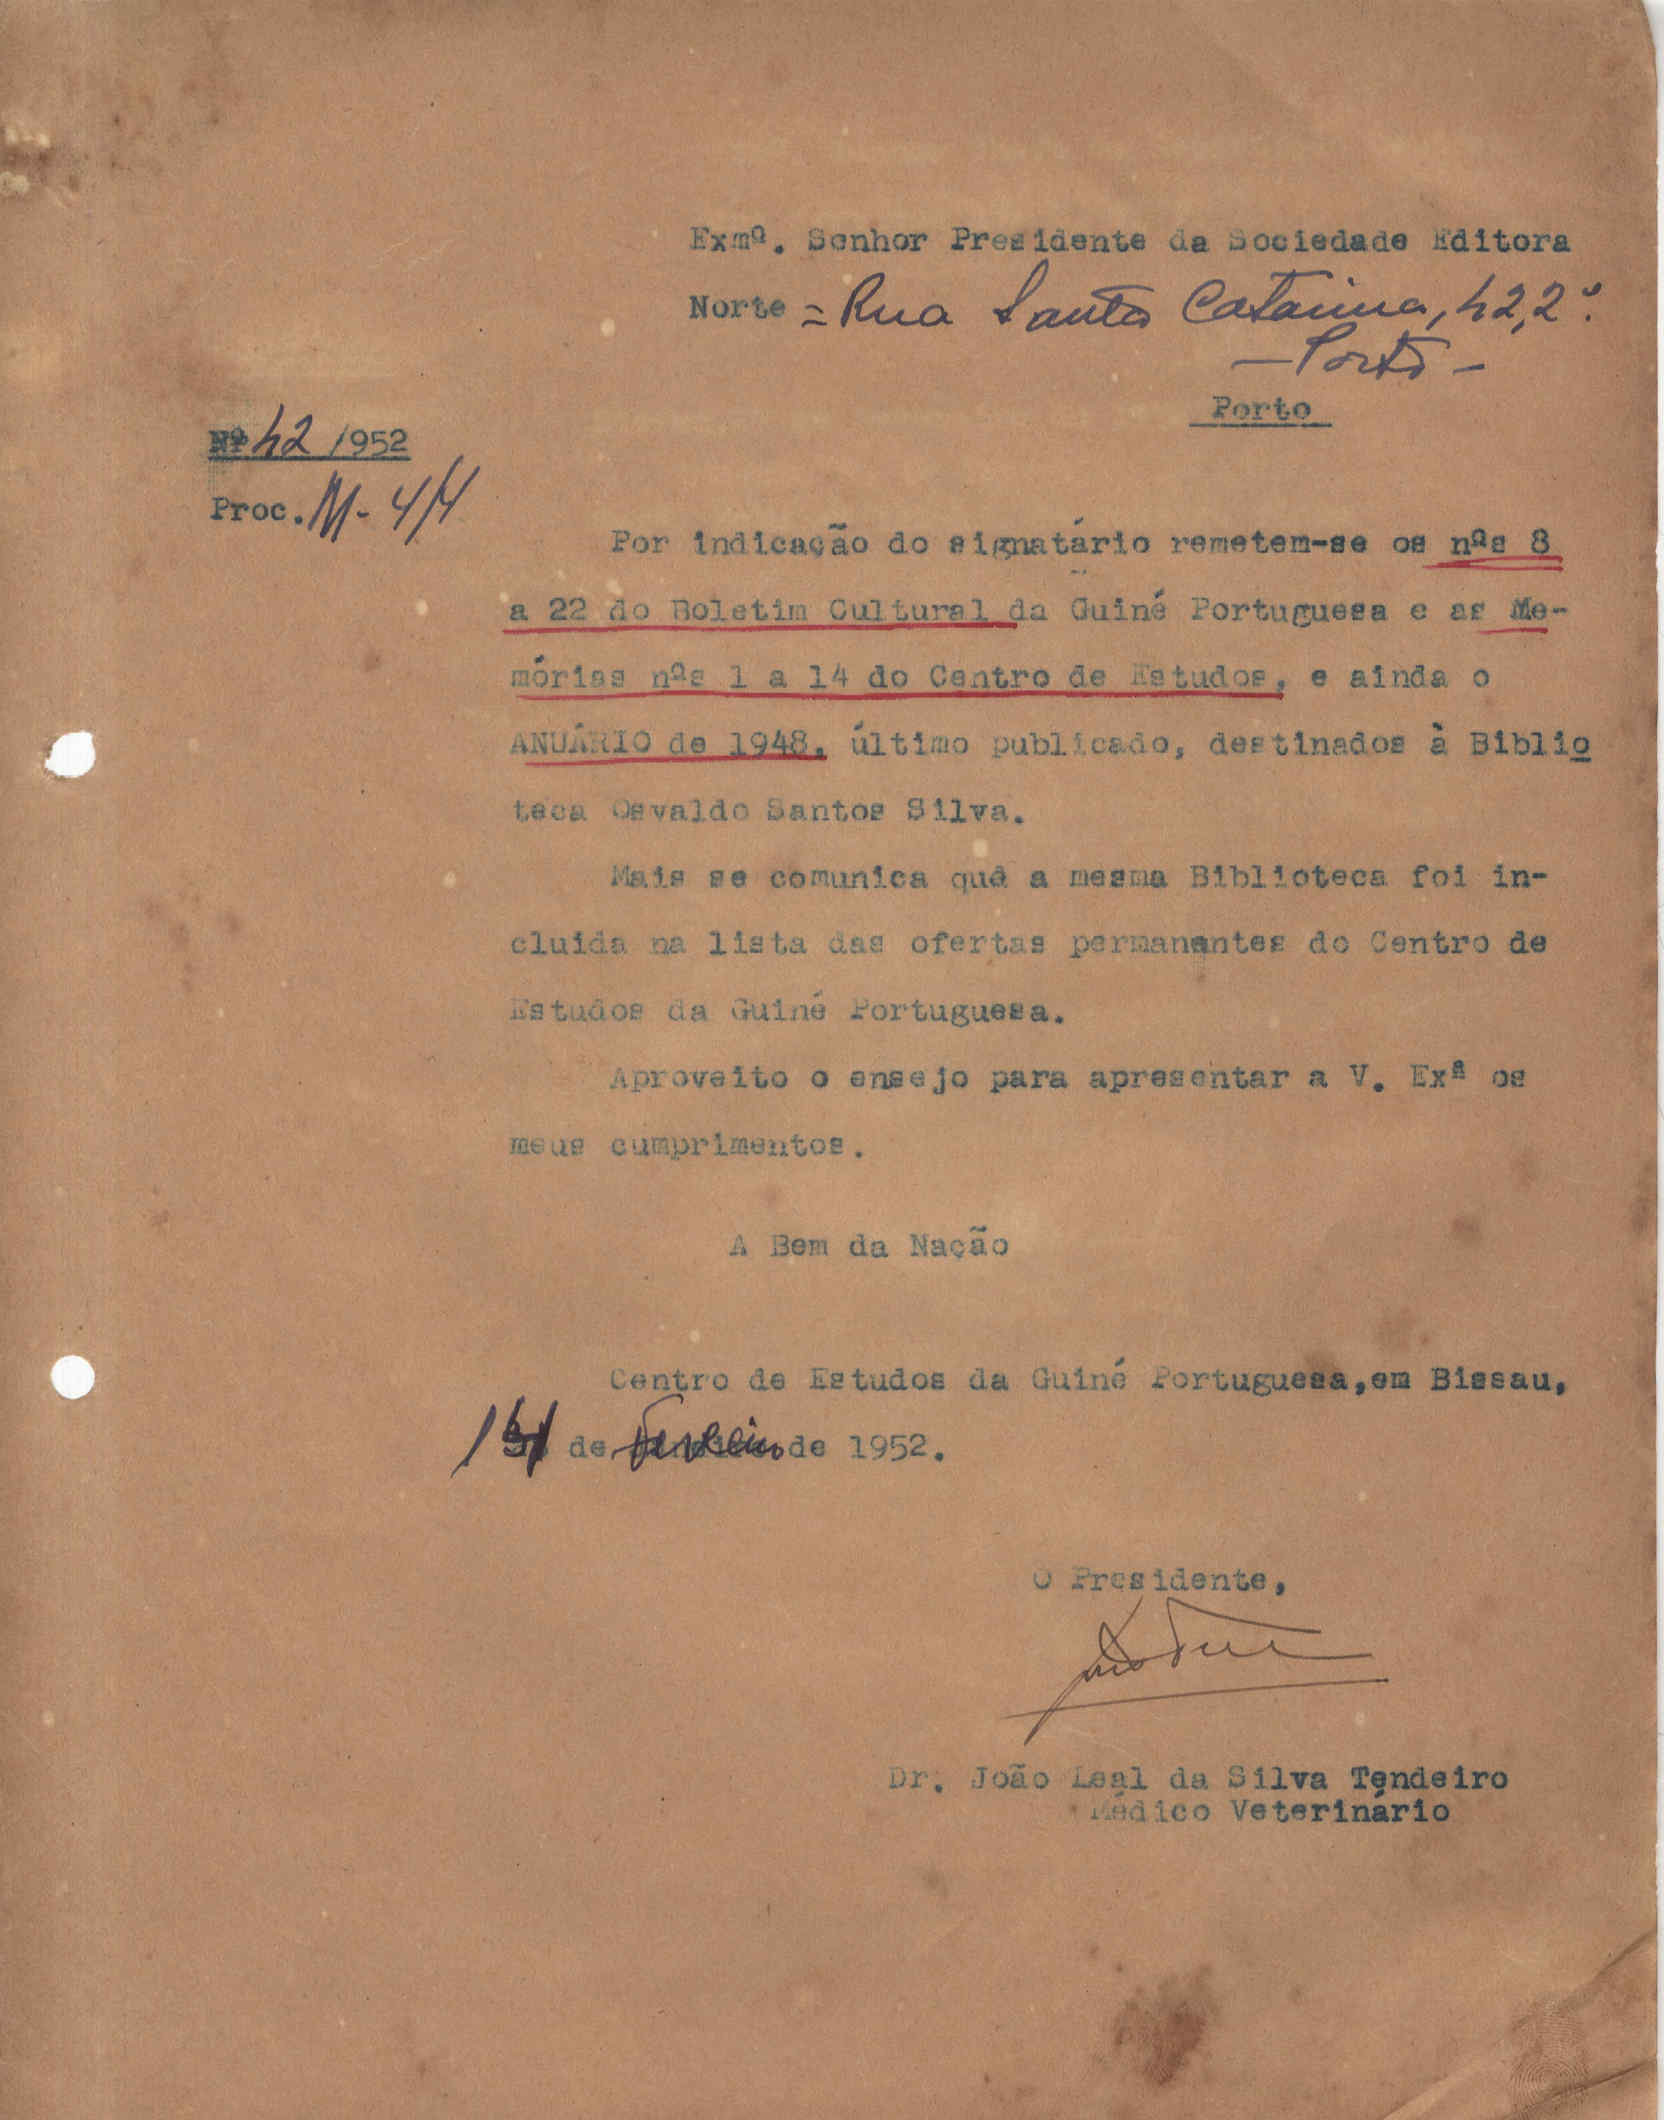 Exmº. Senhor Presidente da Sociedade Editora
Norte = Rua Santa Catarina, 42, 2º.
- Porto -
Porto
Nº 42 /952
Proc. M-4/4
Por indicação do signatário remetem-se os nºs 8
a 22 do Boletim Cultural da Guiné Portuguesa e as Me-
mórias nºs 1 a 14 do Centro de Estudos, e ainda o
ANUÁRIO de 1948, último publicado, destinados à Biblio
teca Osvaldo Santos Silva.
Mais se comunica que a mesma Biblioteca foi in-
cluida na lista das ofertas permanentes do Centro de
Estudos da Guiné Portuguesa.
Aproveito o ensejo para apresentar a V. Exª os
meus cumprimentos.
A Bem da Nação
Centro de Estudos da Guiné Portuguesa,em Bissau,
de Fevereiro de 1952.
O Presidente,
Dr. João Leal da Silva Tendeiro
Médico Veterinário